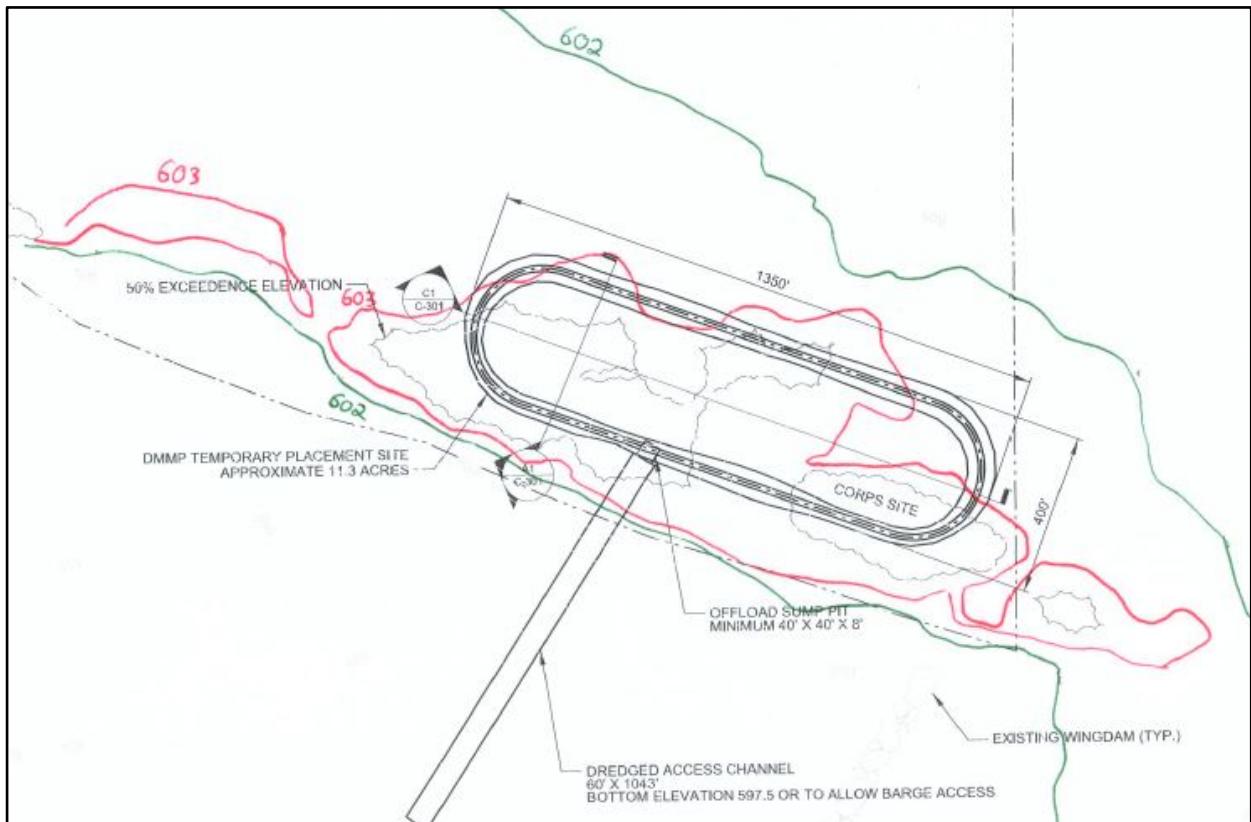 602
603
1350'
50% EXCEEDENCE ELEVATION
603
C1
C-301
602
DMMP TEMPORARY PLACEMENT SITE
APPROXIMATE 11.3 ACRES
A1
C-301
CORPS SITE
400'
OFFLOAD SUMP PIT
MINIMUM 40' X 40' X 8'
EXISTING WINGDAM (TYP.)
DREDGED ACCESS CHANNEL
60' X 1043'
BOTTOM ELEVATION 597.5 OR TO ALLOW BARGE ACCESS